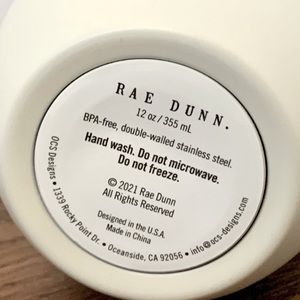 RAE DUNN.
12 oz / 355 mL
BPA-free, double-walled stainless steel.
Hand wash. Do not microwave.
Do not freeze.
© 2021 Rae Dunn
All Rights Reserved
Designed in the U.S.A.
Made in China
OCS Designs • 1339 Rocky Point Dr. • Oceanside, CA 92056 • info@ocs-designs.com